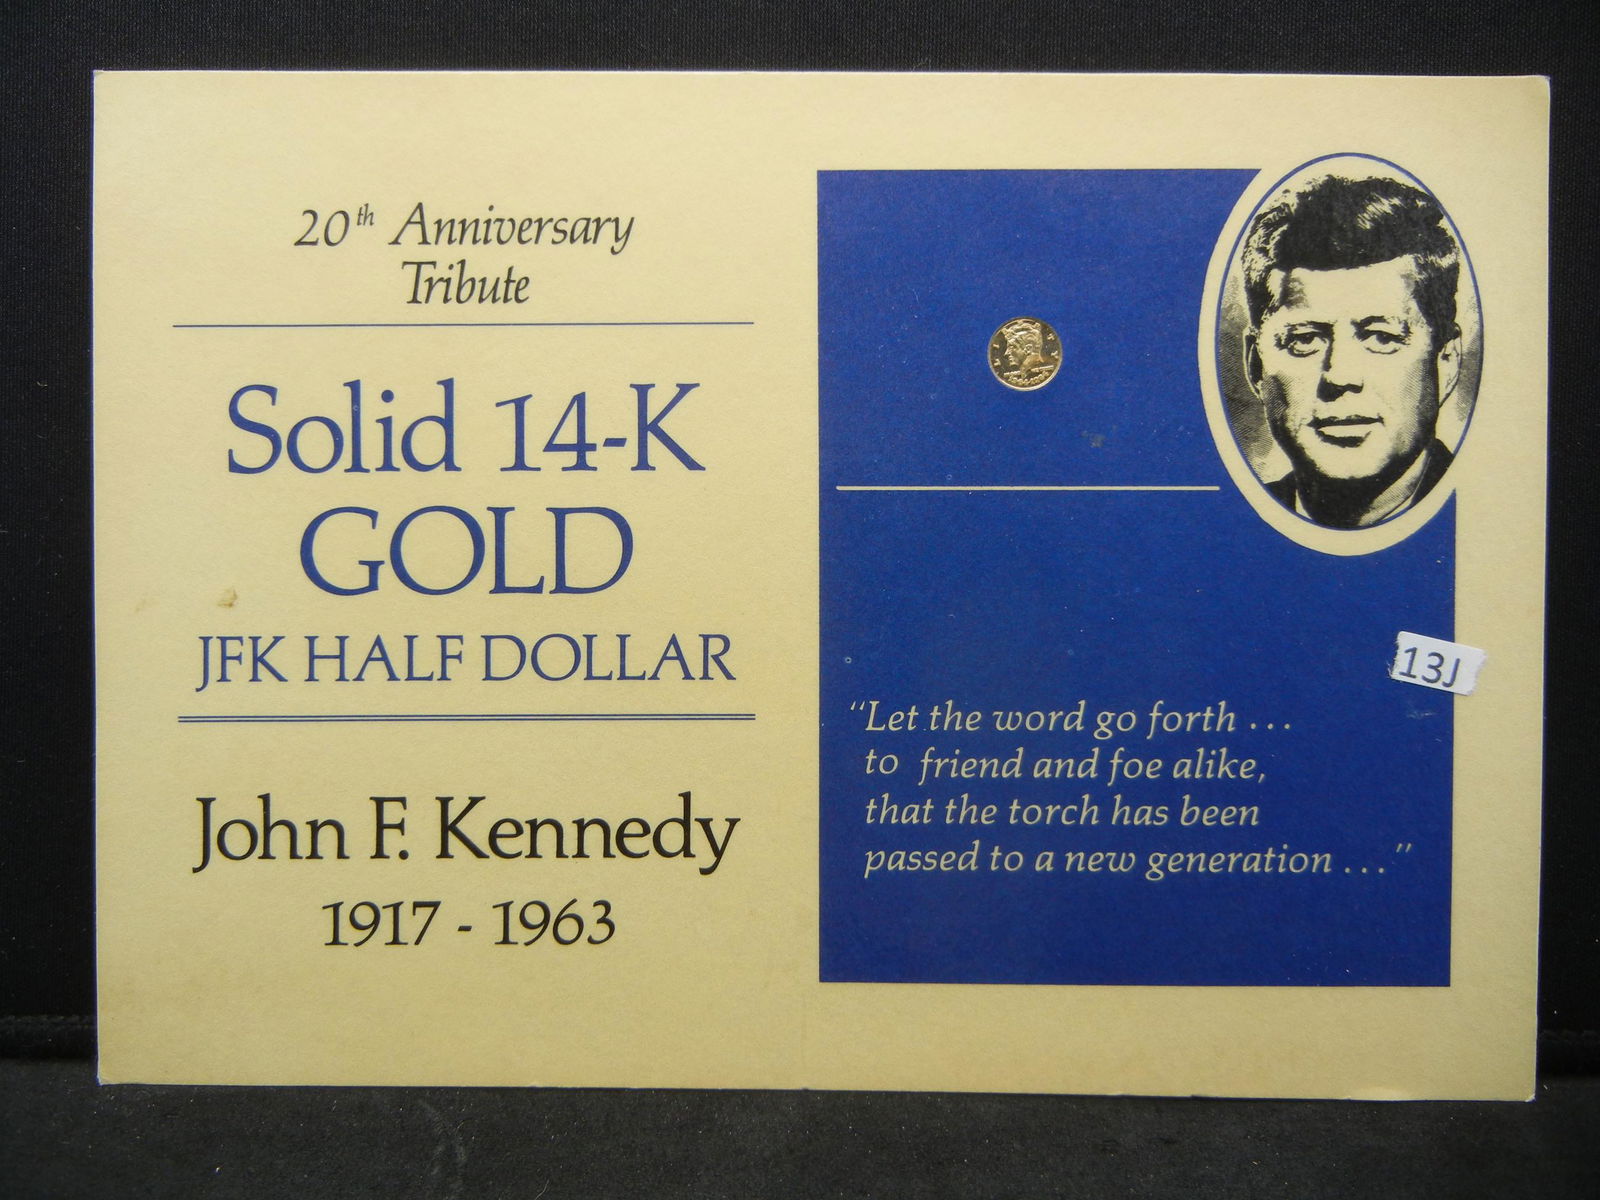 20th Anniversary
Tribute
Solid 14-K
GOLD
JFK HALF DOLLAR
John F. Kennedy
1917 - 1963
"Let the word go forth ...
to friend and foe alike,
that the torch has been
passed to a new generation ..."
13J